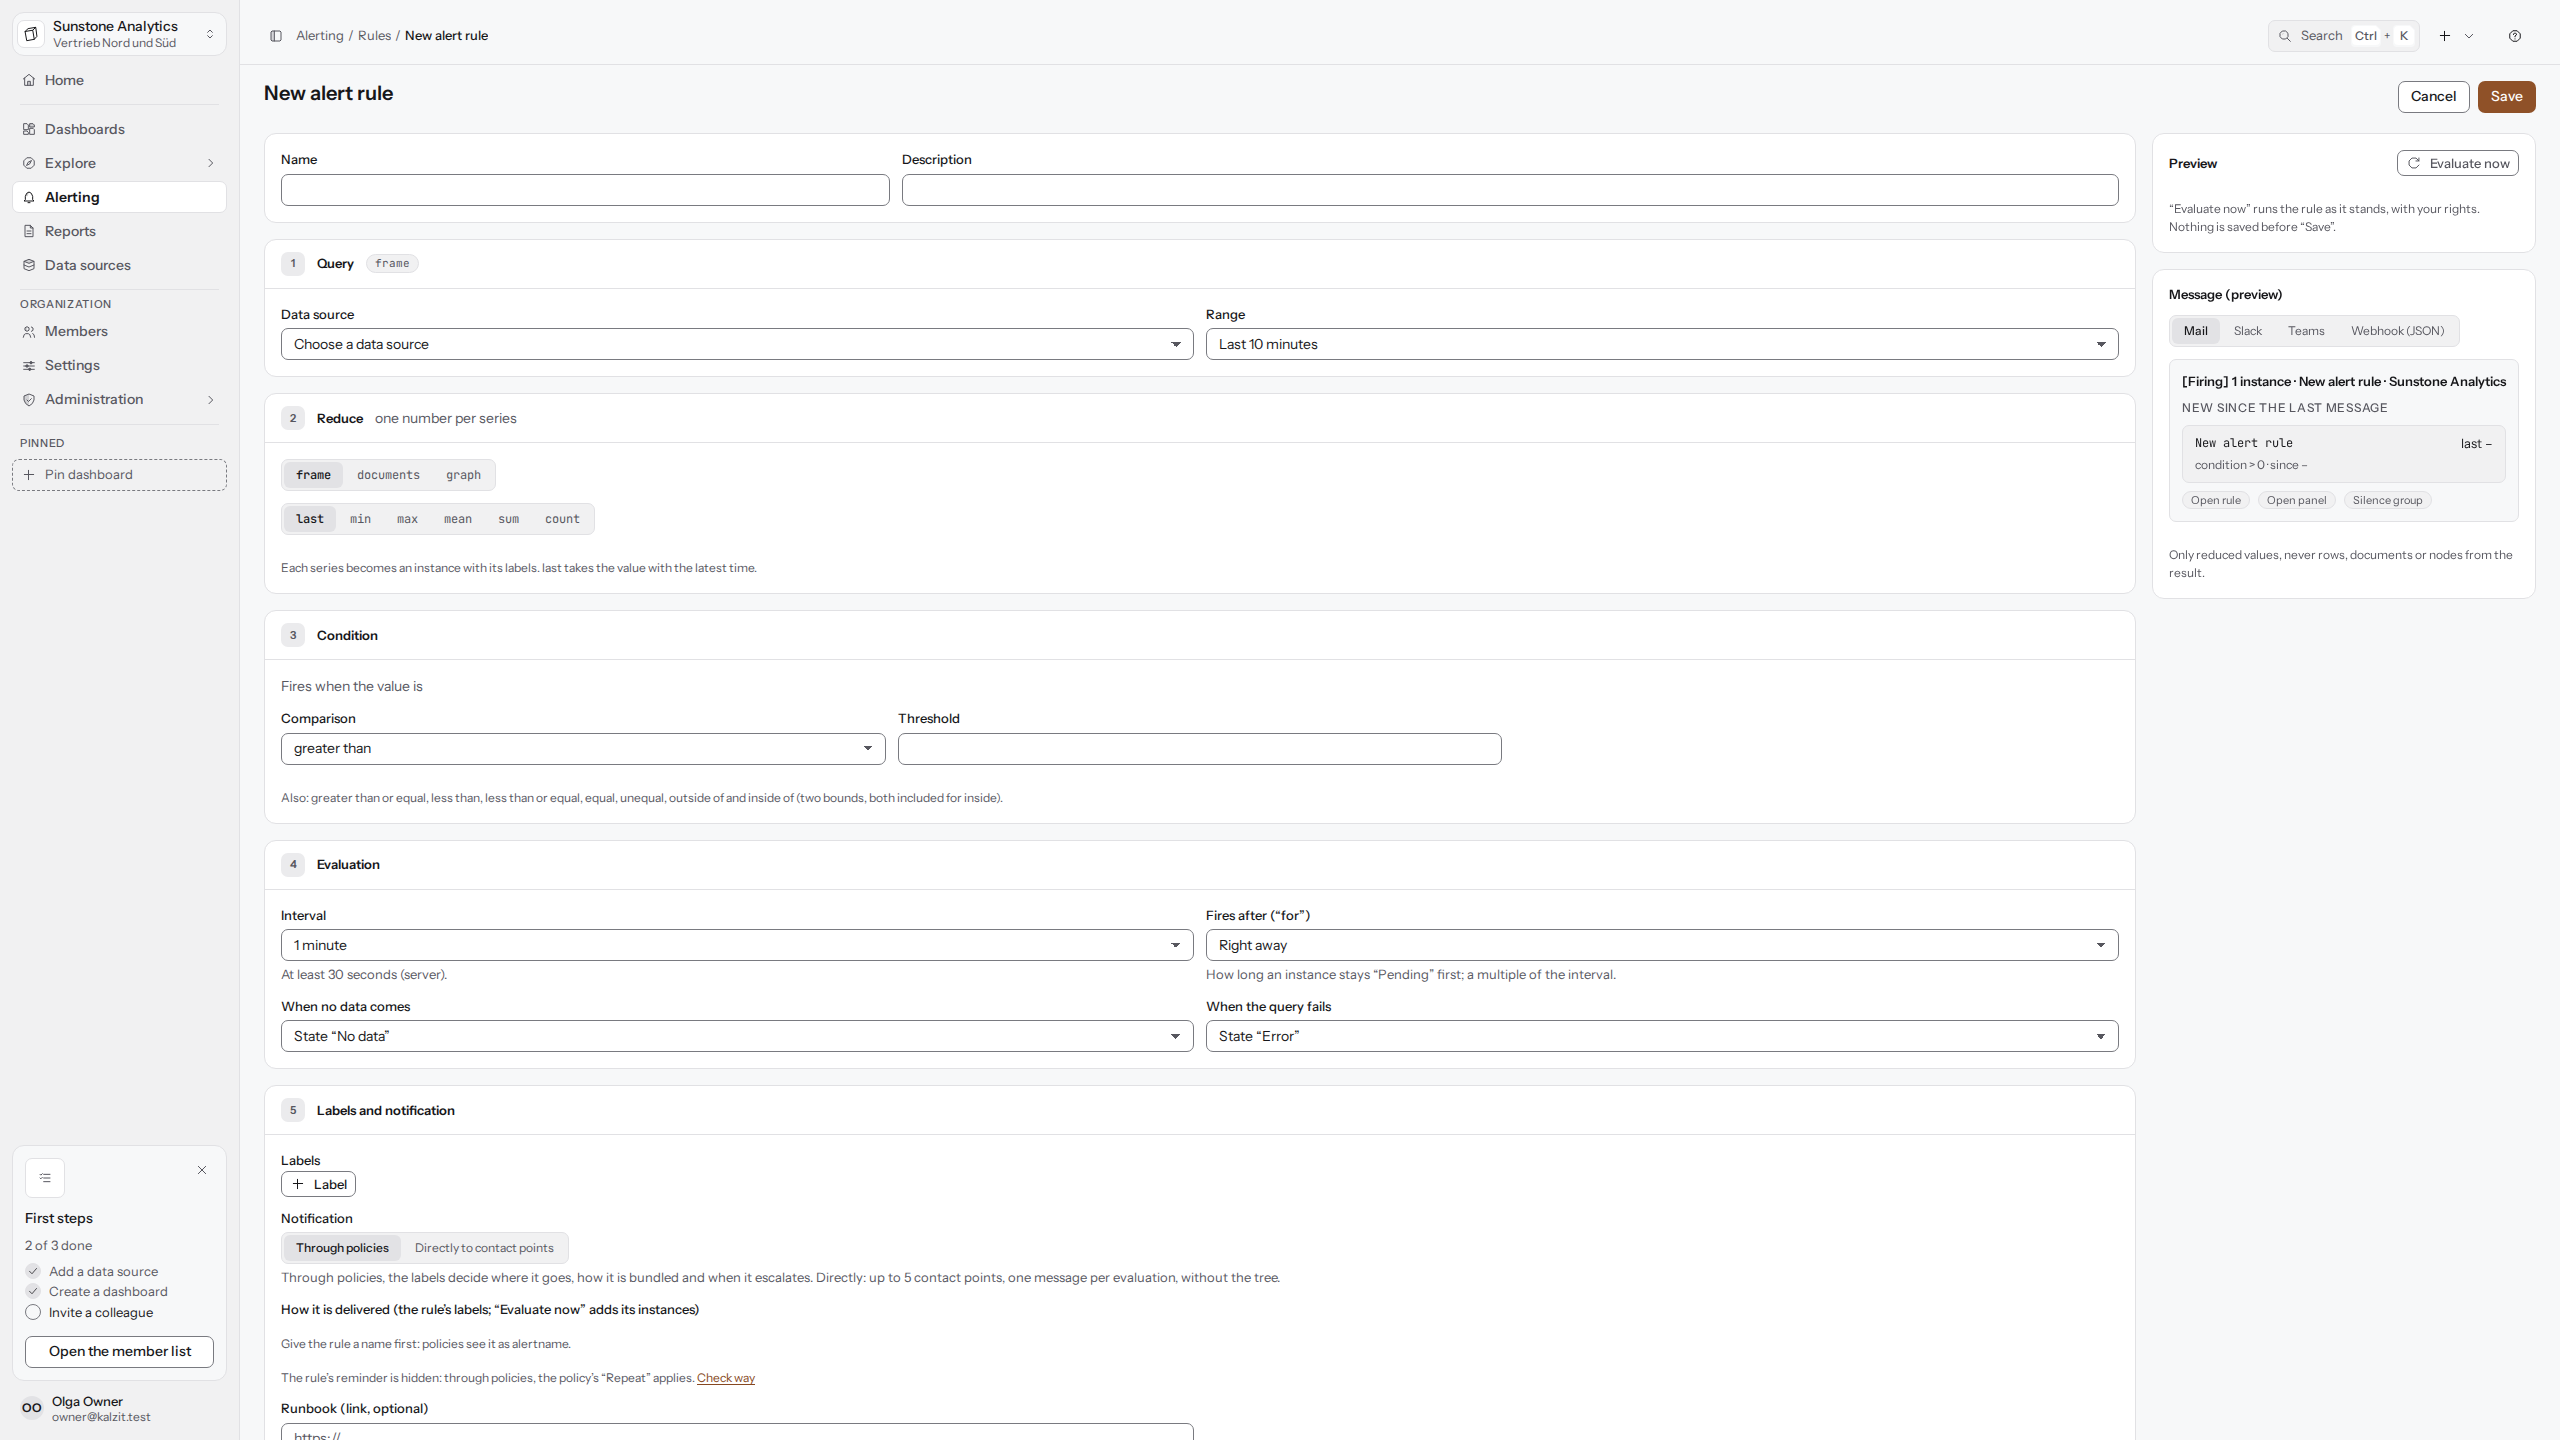 Sunstone Analytics
Vertrieb Nord und Süd
Home
Dashboards
Explore
Alerting
Reports
Data sources
ORGANIZATION
Members
Settings
Administration
PINNED
Pin dashboard
First steps
2 of 3 done
Add a data source
Create a dashboard
Invite a colleague
Open the member list
OO
Olga Owner
owner@kalzit.test
Alerting / Rules / New alert rule
Search Ctrl + K
New alert rule
Cancel
Save
Name
Description
1 Query frame
Data source
Choose a data source
Range
Last 10 minutes
2 Reduce one number per series
frame documents graph
last min max mean sum count
Each series becomes an instance with its labels. last takes the value with the latest time.
3 Condition
Fires when the value is
Comparison
greater than
Threshold
Also: greater than or equal, less than, less than or equal, equal, unequal, outside of and inside of (two bounds, both included for inside).
4 Evaluation
Interval
1 minute
At least 30 seconds (server).
Fires after (“for”)
Right away
How long an instance stays “Pending” first; a multiple of the interval.
When no data comes
State “No data”
When the query fails
State “Error”
5 Labels and notification
Labels
Label
Notification
Through policies Directly to contact points
Through policies, the labels decide where it goes, how it is bundled and when it escalates. Directly: up to 5 contact points, one message per evaluation, without the tree.
How it is delivered (the rule’s labels; “Evaluate now” adds its instances)
Give the rule a name first: policies see it as alertname.
The rule’s reminder is hidden: through policies, the policy’s “Repeat” applies. Check way
Runbook (link, optional)
https://
Preview
Evaluate now
“Evaluate now” runs the rule as it stands, with your rights.
Nothing is saved before “Save”.
Message (preview)
Mail Slack Teams Webhook (JSON)
[Firing] 1 instance · New alert rule · Sunstone Analytics
NEW SINCE THE LAST MESSAGE
New alert rule last –
condition > 0 · since –
Open rule Open panel Silence group
Only reduced values, never rows, documents or nodes from the
result.